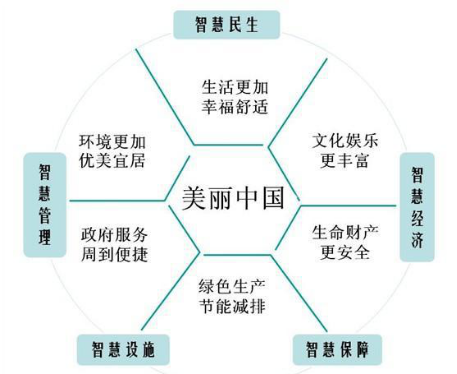 智慧民生
生活更加
幸福舒适
环境更加
优美宜居
文化娱乐
更丰富
智慧管理
美丽中国
智慧经济
政府服务
周到便捷
生命财产
更安全
绿色生产
节能减排
智慧设施
智慧保障